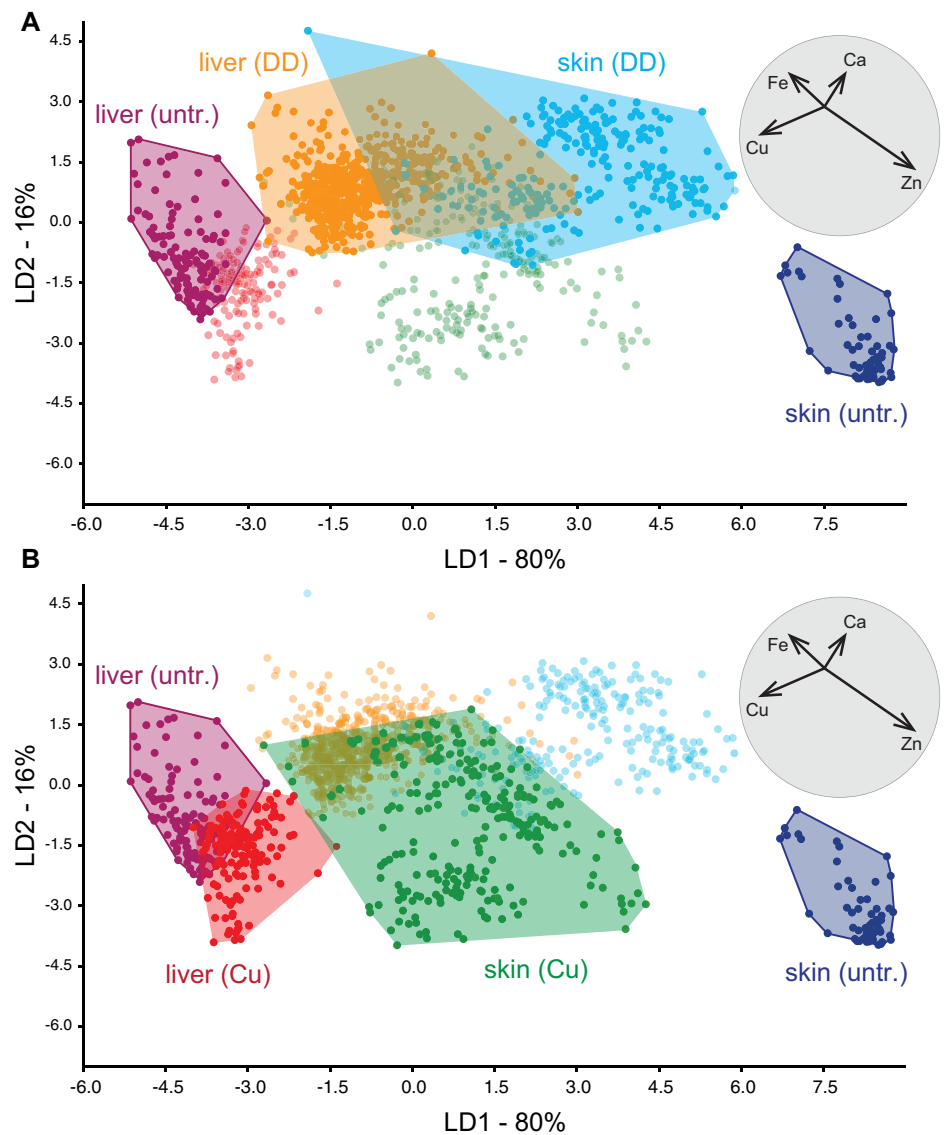 A
4.5
liver (DD)
skin (DD)
Ca
Fe
3.0
liver (untr.)
Cu
1.5
Zn
0.0
LD2 - 16%
-1.5
-3.0
skin (untr.)
-4.5
-6.0
-6.0 -4.5 -3.0 -1.5 0.0 1.5 3.0 4.5 6.0 7.5
LD1 - 80%
B
4.5
Ca
Fe
3.0
liver (untr.)
Cu
1.5
Zn
0.0
LD2 - 16%
-1.5
-3.0
-4.5
liver (Cu)
skin (Cu)
skin (untr.)
-6.0
-6.0 -4.5 -3.0 -1.5 0.0 1.5 3.0 4.5 6.0 7.5
LD1 - 80%